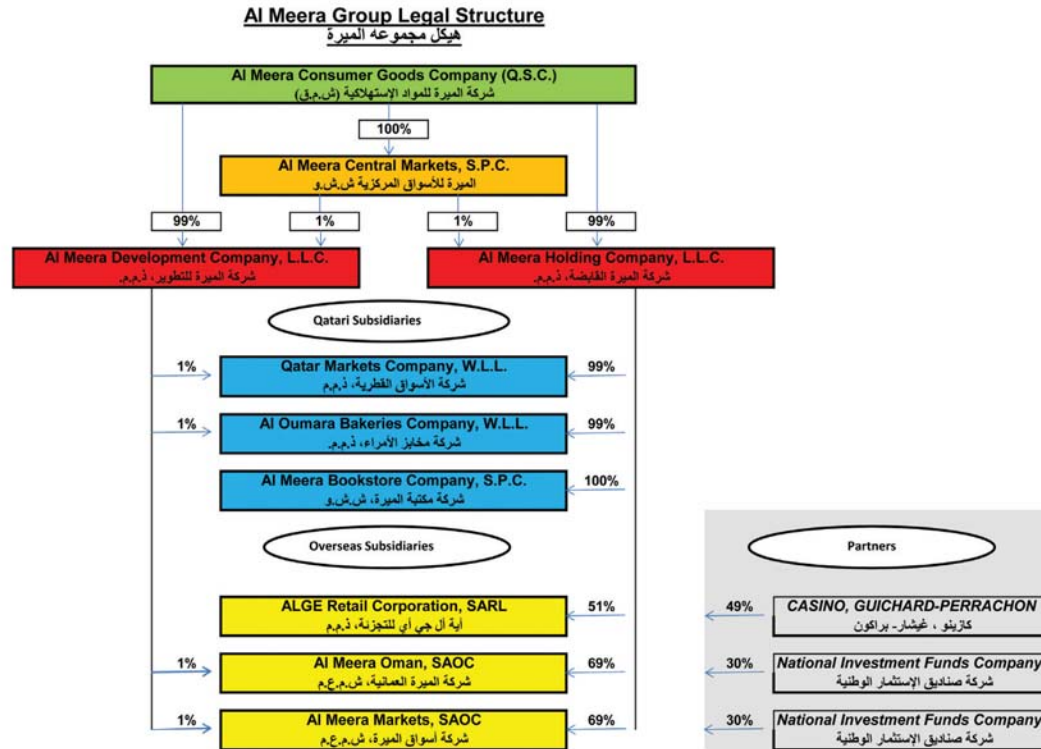 Al Meera Group Legal Structure
هيكل مجموعه الميرة
Al Meera Consumer Goods Company (Q.S.C.)
شركة الميرة للمواد الإستهلاكية (ش.م.ق)
100%
Al Meera Central Markets, S.P.C.
الميرة للأسواق المركزية ش.ش.و
99%
1%
1%
99%
Al Meera Development Company, L.L.C.
شركة الميرة للتطوير، ذ.م.م.
Al Meera Holding Company, L.L.C.
شركة الميرة القابضة، ذ.م.م.
Qatari Subsidiaries
1%
Qatar Markets Company, W.L.L.
شركة الأسواق القطرية، ذ.م.م
99%
1%
Al Oumara Bakeries Company, W.L.L.
شركة مخابز الأمراء، ذ.م.م.
99%
Al Meera Bookstore Company, S.P.C.
شركة مكتبة الميرة، ش.ش.و
100%
Overseas Subsidiaries
Partners
ALGE Retail Corporation, SARL
أية أل جي أي للتجزئة، ذ.م.م
51%
49%
CASINO, GUICHARD-PERRACHON
كازينو ، غيشار- براكون
1%
Al Meera Oman, SAOC
شركة الميرة العمانية، ش.م.ع.م
69%
30%
National Investment Funds Company
شركة صناديق الإستثمار الوطنية
1%
Al Meera Markets, SAOC
شركة أسواق الميرة، ش.م.ع.م
69%
30%
National Investment Funds Company
شركة صناديق الإستثمار الوطنية